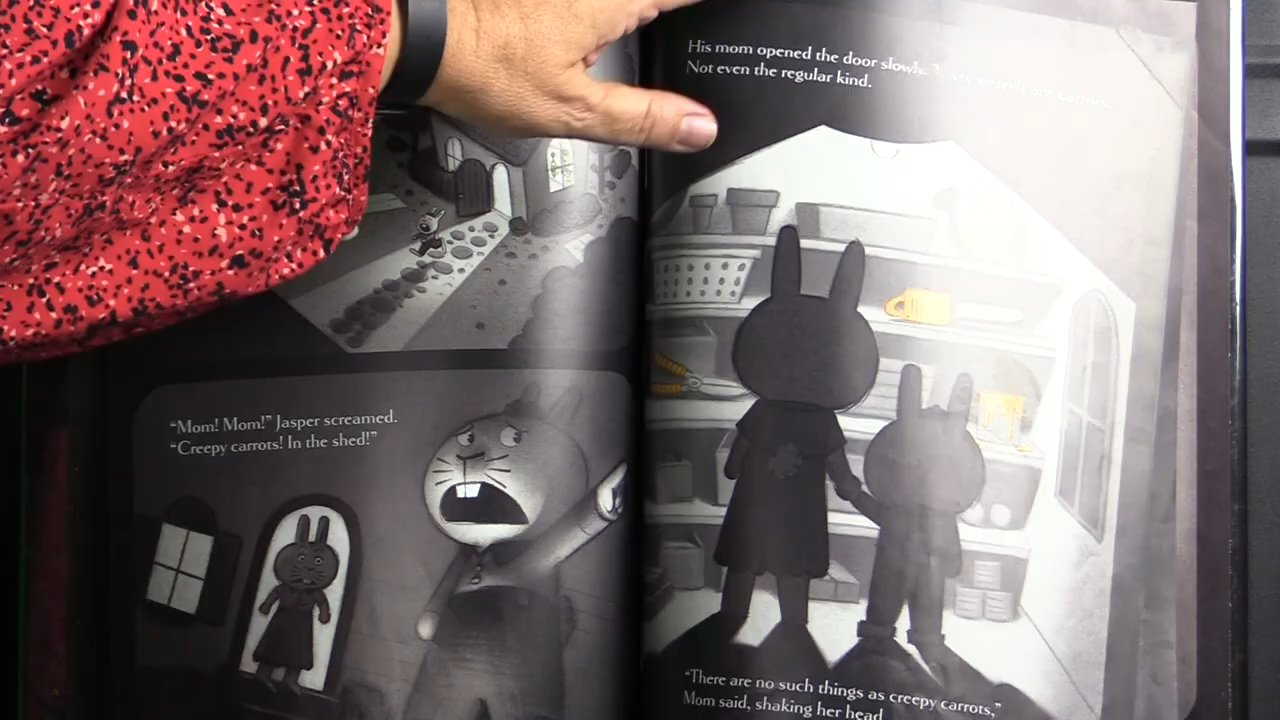 “Mom! Mom!” Jasper screamed.
“Creepy carrots! In the shed!”
His mom opened the door slowly. carrots.
Not even the regular kind.
“There are no such things as creepy carrots,”
Mom said, shaking her head